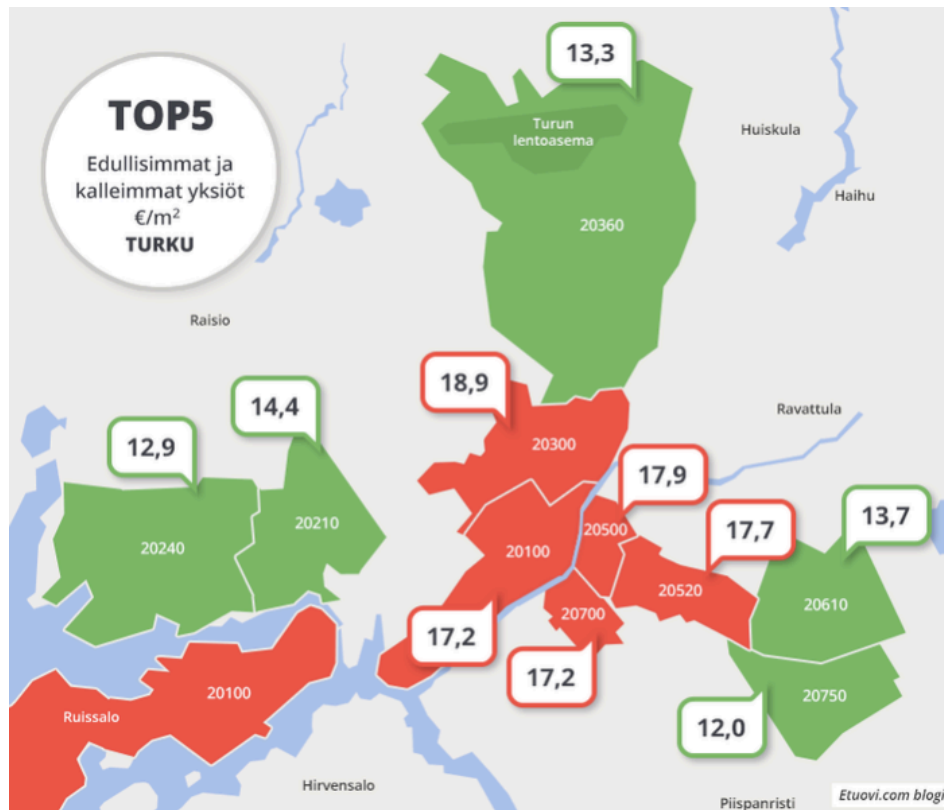 TOP5
Edullisimmat ja
kalleimmat yksiöt
€/m²
TURKU
13,3
Turun
lentoasema
Huiskula
Haihu
20360
Raisio
18,9
14,4
Ravattula
12,9
20300
17,9
13,7
17,7
20210
20500
20240
20100
20520
20610
20700
17,2
17,2
20100
20750
Ruissalo
12,0
Hirvensalo
Piispanristi
Etuovi.com blogi